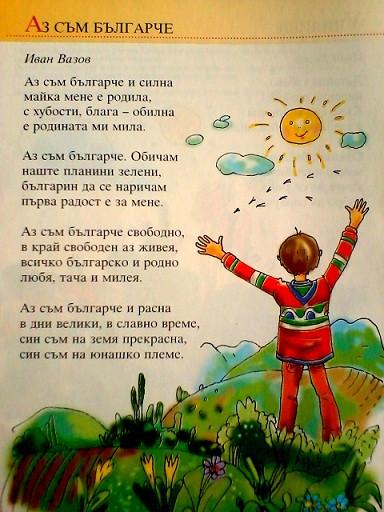 АЗ СЪМ БЪЛГАРЧЕ
Иван Вазов
Аз съм българче и силна
майка мене е родила,
с хубости, блага – обилна
е родината ми мила.
Аз съм българче. Обичам
наште планини зелени,
българин да се наричам
първа радост е за мене.
Аз съм българче свободно,
в край свободен аз живея,
всичко българско и родно
любя, тача и милея.
Аз съм българче и расна
в дни велики, в славно време,
син съм на земя прекрасна,
син съм на юнашко племе.